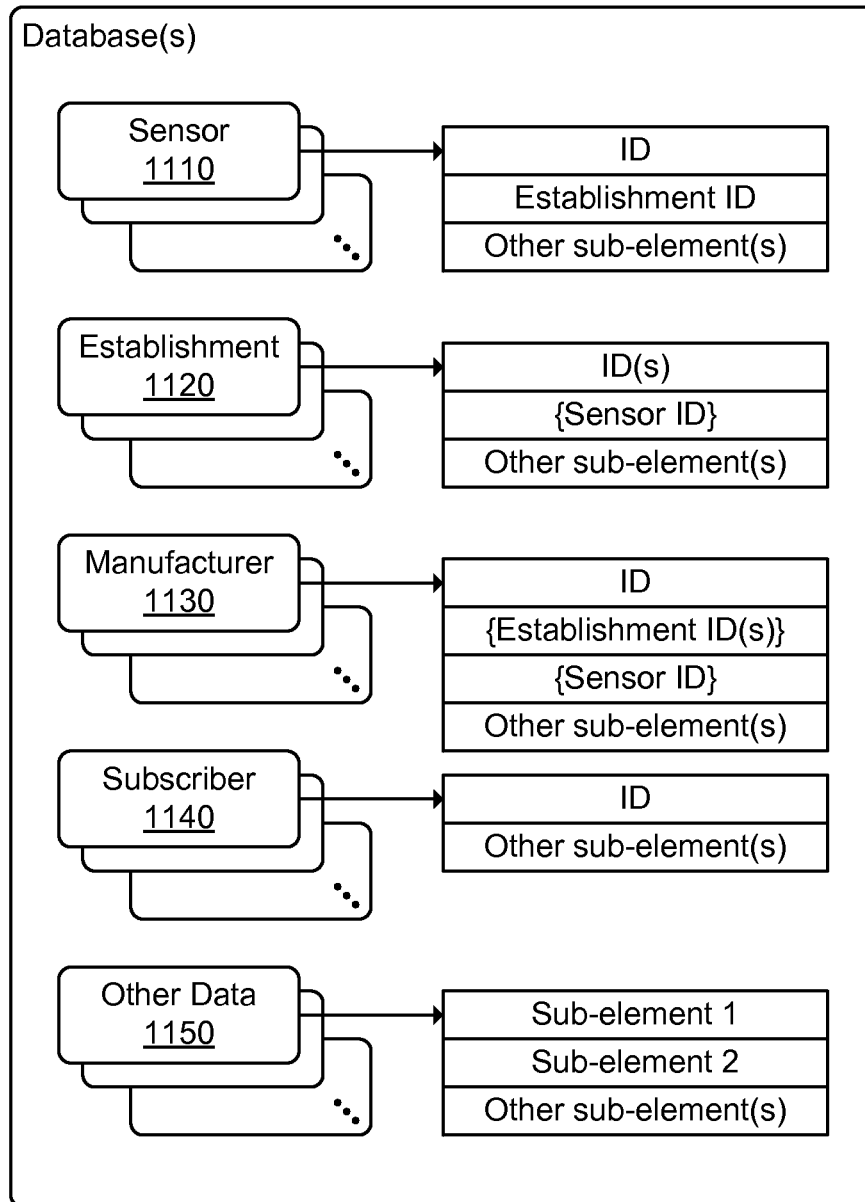 Database(s)
Sensor
1110
ID
Establishment ID
Other sub-element(s)
Establishment
1120
ID(s)
{Sensor ID}
Other sub-element(s)
Manufacturer
1130
ID
{Establishment ID(s)}
{Sensor ID}
Other sub-element(s)
Subscriber
1140
ID
Other sub-element(s)
Other Data
1150
Sub-element 1
Sub-element 2
Other sub-element(s)